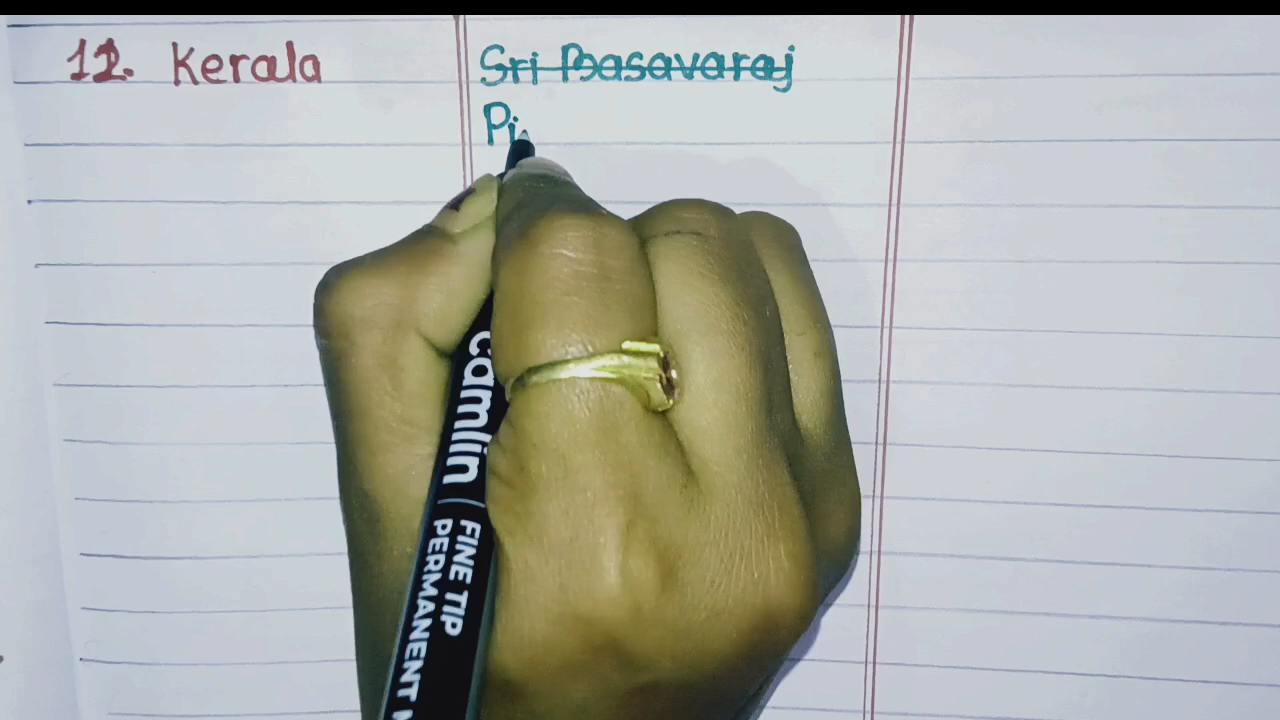 12. Kerala Sri Basavaraj
Pi
camlin
FINE TIP
PERMANENT